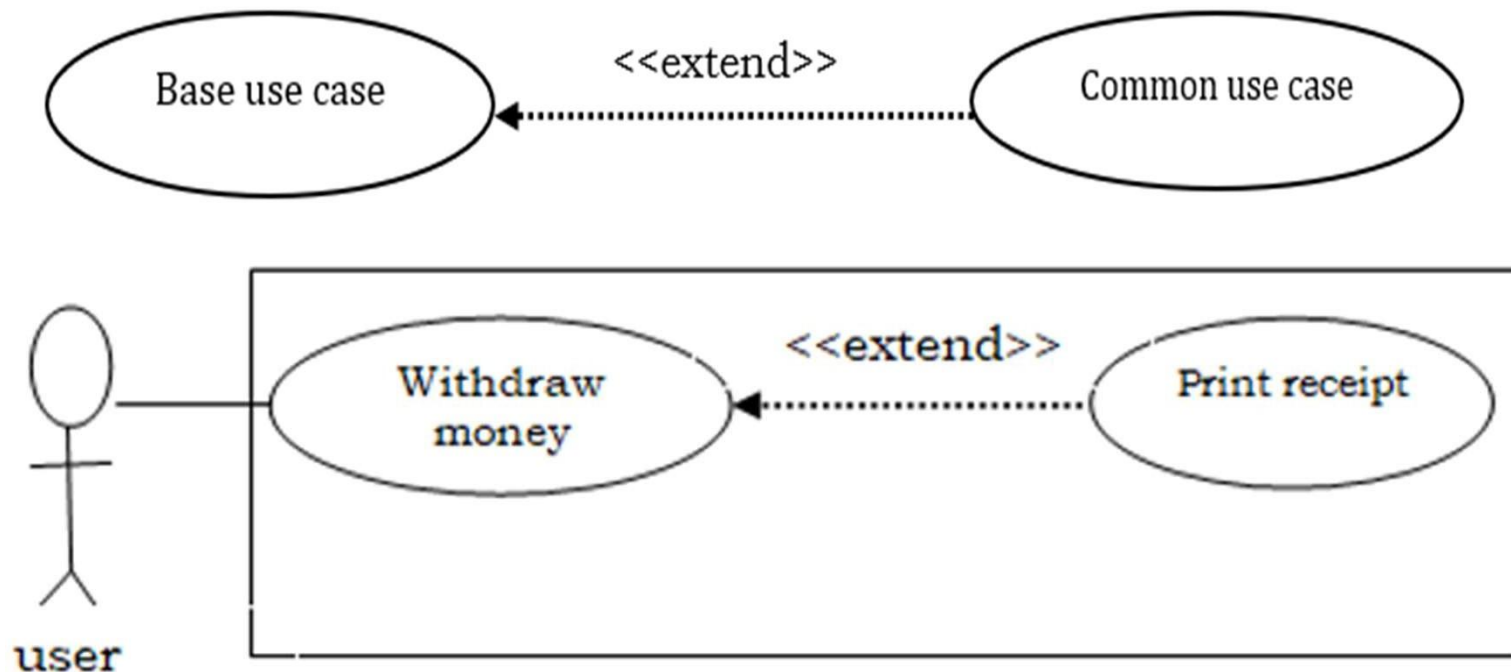 <<extend>>
Base use case
Common use case
<<extend>>
Withdraw
money
Print receipt
user